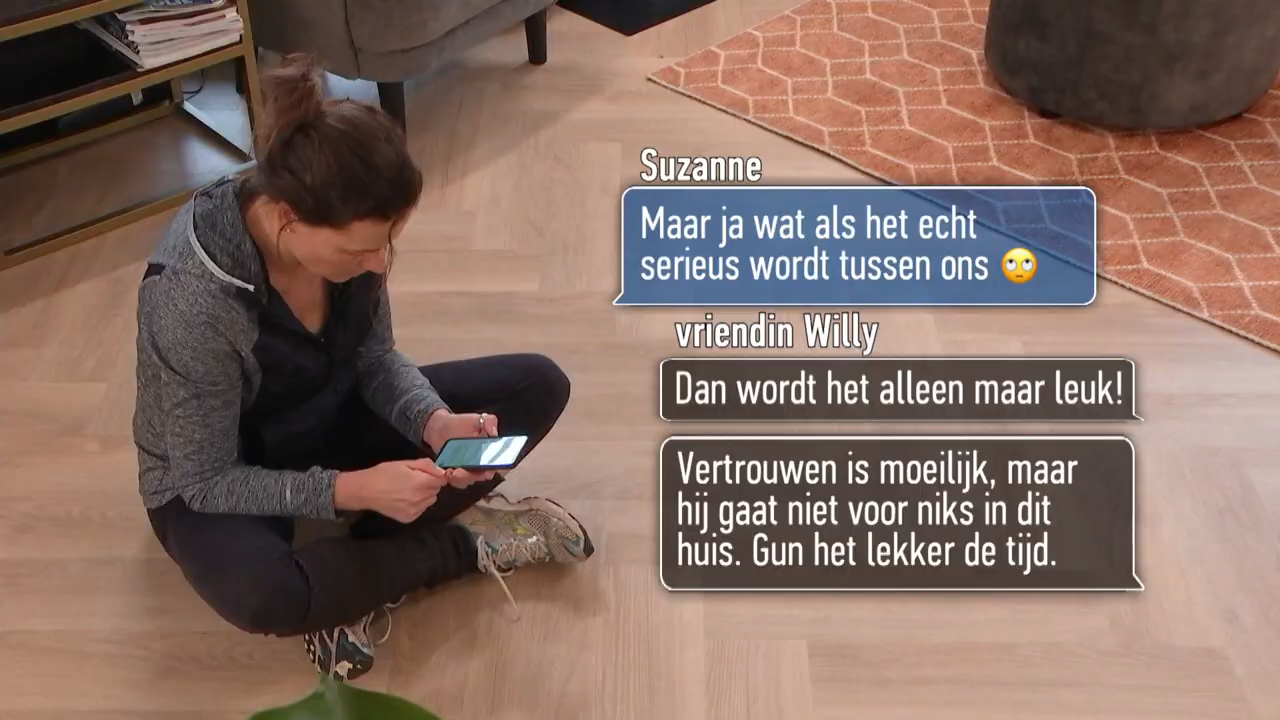 Suzanne
Maar ja wat als het echt
serieus wordt tussen ons 🙄
vriendin Willy
Dan wordt het alleen maar leuk!
Vertrouwen is moeilijk, maar
hij gaat niet voor niks in dit
huis. Gun het lekker de tijd.